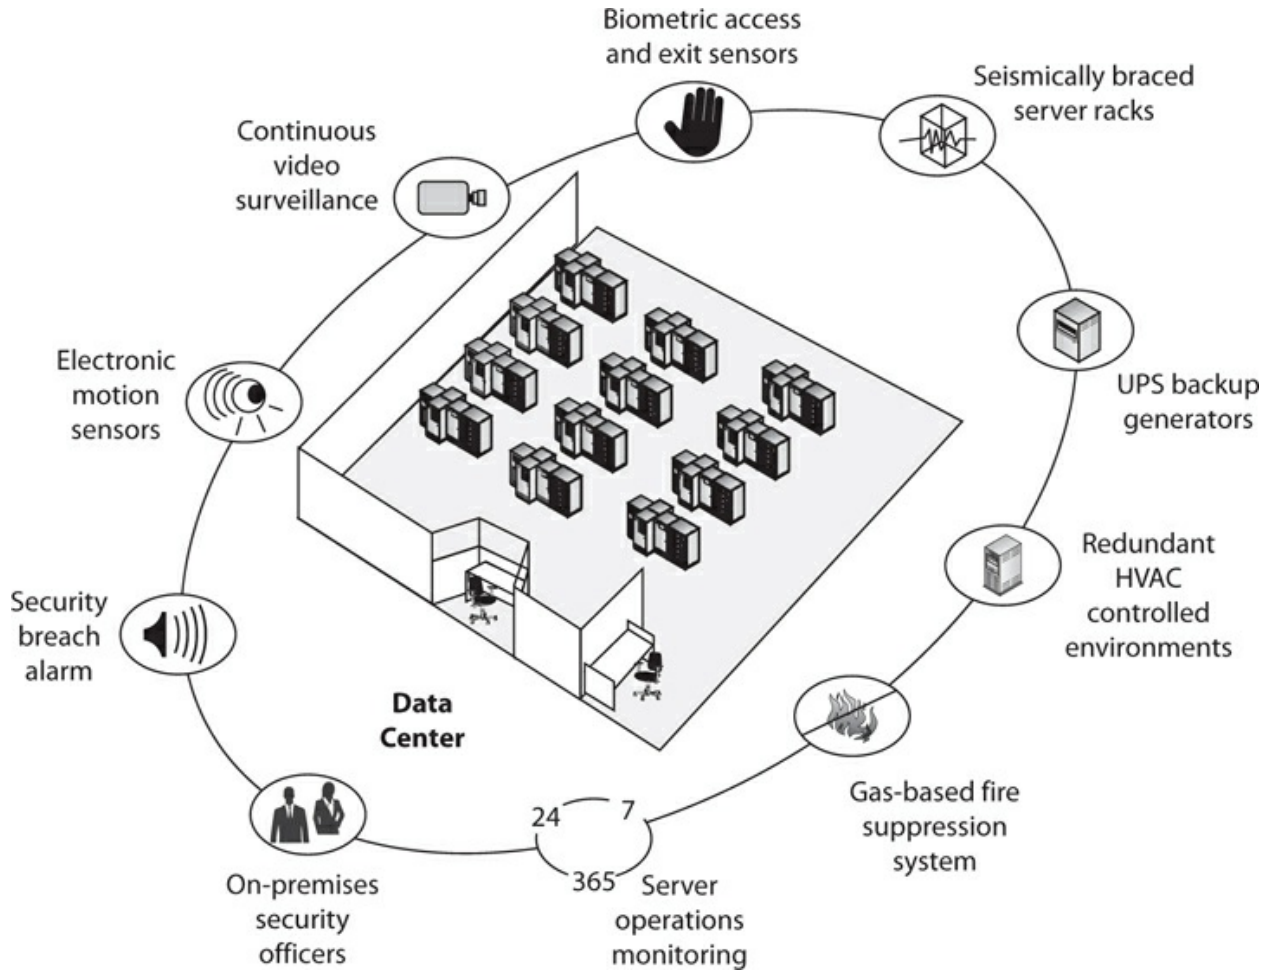 Biometric access
and exit sensors
Seismically braced
server racks
Continuous
video
surveillance
Electronic
motion
sensors
UPS backup
generators
Redundant
HVAC
controlled
environments
Security
breach
alarm
Data
Center
Gas-based fire
suppression
system
24 7
365
Server
operations
monitoring
On-premises
security
officers